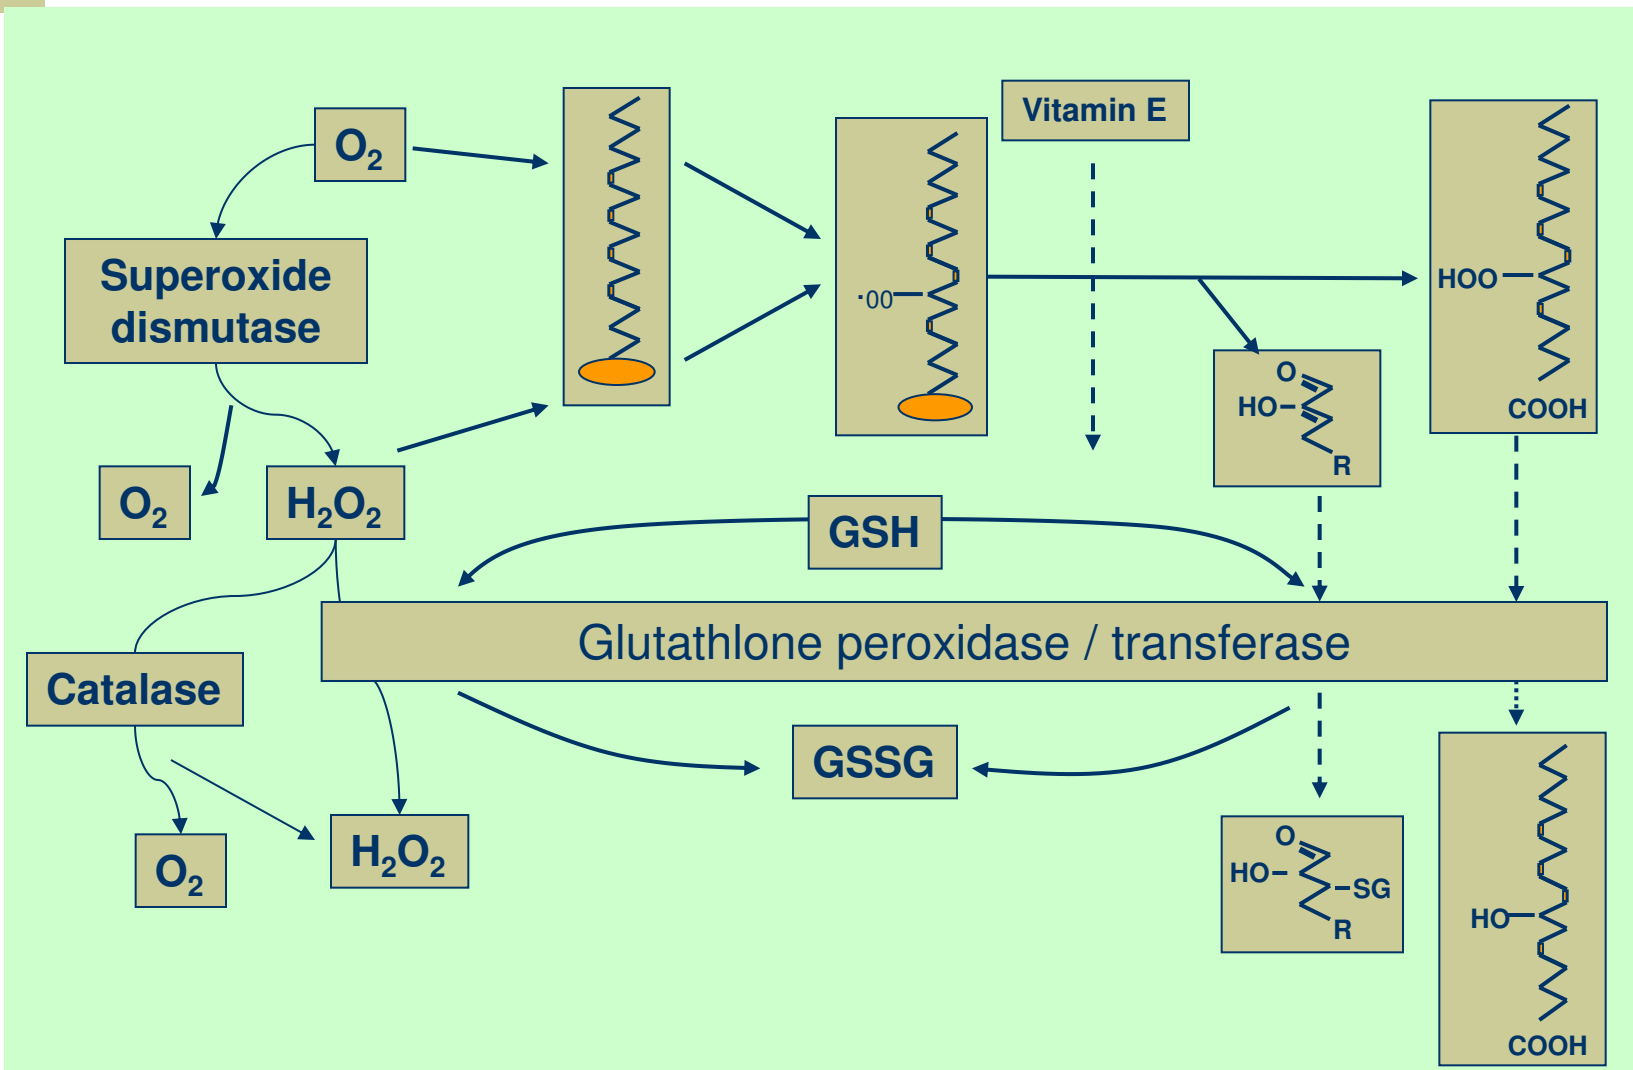 Vitamin E
O2
Superoxide
dismutase
·OO
HOO
O
HO
R
COOH
O2
H2O2
GSH
Glutathlone peroxidase / transferase
Catalase
GSSG
O2
H2O2
O
HO
SG
R
HO
COOH